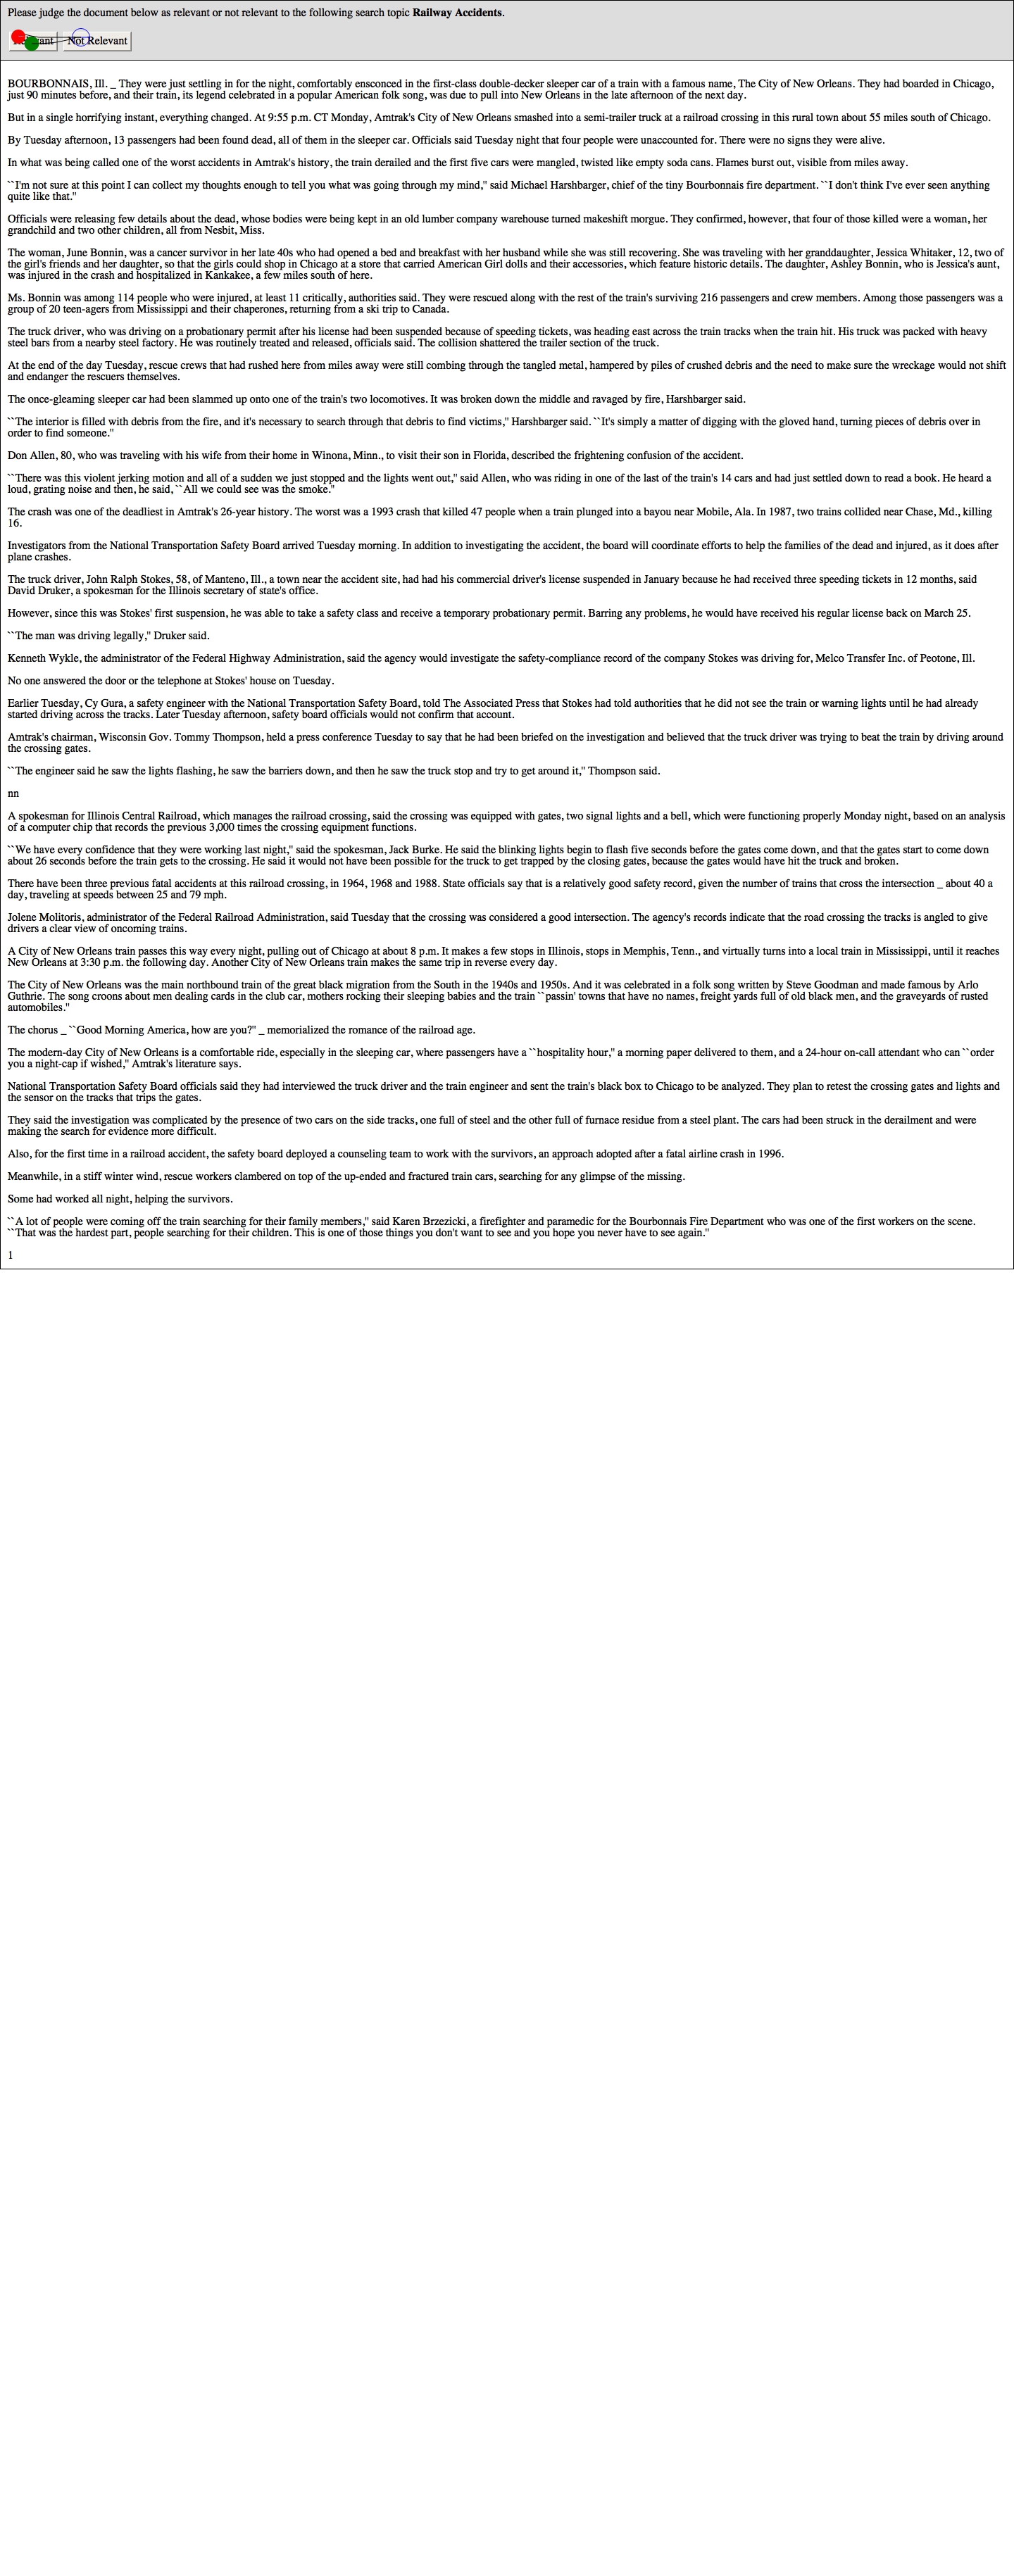 Please judge the document below as relevant or not relevant to the following search topic Railway Accidents.
Not Relevant
BOURBONNAIS, Ill. _ They were just settling in for the night, comfortably ensconced in the first-class double-decker sleeper car of a train with a famous name, The City of New Orleans. They had boarded in Chicago,
just 90 minutes before, and their train, its legend celebrated in a popular American folk song, was due to pull into New Orleans in the late afternoon of the next day.
But in a single horrifying instant, everything changed. At 9:55 p.m. CT Monday, Amtrak's City of New Orleans smashed into a semi-trailer truck at a railroad crossing in this rural town about 55 miles south of Chicago.
By Tuesday afternoon, 13 passengers had been found dead, all of them in the sleeper car. Officials said Tuesday night that four people were unaccounted for. There were no signs they were alive.
In what was being called one of the worst accidents in Amtrak's history, the train derailed and the first five cars were mangled, twisted like empty soda cans. Flames burst out, visible from miles away.
``I'm not sure at this point I can collect my thoughts enough to tell you what was going through my mind,'' said Michael Harshbarger, chief of the tiny Bourbonnais fire department. ``I don't think I've ever seen anything
quite like that.''
Officials were releasing few details about the dead, whose bodies were being kept in an old lumber company warehouse turned makeshift morgue. They confirmed, however, that four of those killed were a woman, her
grandchild and two other children, all from Nesbit, Miss.
The woman, June Bonnin, was a cancer survivor in her late 40s who had opened a bed and breakfast with her husband while she was still recovering. She was traveling with her granddaughter, Jessica Whitaker, 12, two of
the girl's friends and her daughter, so that the girls could shop in Chicago at a store that carried American Girl dolls and their accessories, which feature historic details. The daughter, Ashley Bonnin, who is Jessica's aunt,
was injured in the crash and hospitalized in Kankakee, a few miles south of here.
Ms. Bonnin was among 114 people who were injured, at least 11 critically, authorities said. They were rescued along with the rest of the train's surviving 216 passengers and crew members. Among those passengers was a
group of 20 teen-agers from Mississippi and their chaperones, returning from a ski trip to Canada.
The truck driver, who was driving on a probationary permit after his license had been suspended because of speeding tickets, was heading east across the train tracks when the train hit. His truck was packed with heavy
steel bars from a nearby steel factory. He was routinely treated and released, officials said. The collision shattered the trailer section of the truck.
At the end of the day Tuesday, rescue crews that had rushed here from miles away were still combing through the tangled metal, hampered by piles of crushed debris and the need to make sure the wreckage would not shift
and endanger the rescuers themselves.
The once-gleaming sleeper car had been slammed up onto one of the train's two locomotives. It was broken down the middle and ravaged by fire, Harshbarger said.
``The interior is filled with debris from the fire, and it's necessary to search through that debris to find victims,'' Harshbarger said. ``It's simply a matter of digging with the gloved hand, turning pieces of debris over in
order to find someone.''
Don Allen, 80, who was traveling with his wife from their home in Winona, Minn., to visit their son in Florida, described the frightening confusion of the accident.
``There was this violent jerking motion and all of a sudden we just stopped and the lights went out,'' said Allen, who was riding in one of the last of the train's 14 cars and had just settled down to read a book. He heard a
loud, grating noise and then, he said, ``All we could see was the smoke.''
The crash was one of the deadliest in Amtrak's 26-year history. The worst was a 1993 crash that killed 47 people when a train plunged into a bayou near Mobile, Ala. In 1987, two trains collided near Chase, Md., killing
16.
Investigators from the National Transportation Safety Board arrived Tuesday morning. In addition to investigating the accident, the board will coordinate efforts to help the families of the dead and injured, as it does after
plane crashes.
The truck driver, John Ralph Stokes, 58, of Manteno, Ill., a town near the accident site, had had his commercial driver's license suspended in January because he had received three speeding tickets in 12 months, said
David Druker, a spokesman for the Illinois secretary of state's office.
However, since this was Stokes' first suspension, he was able to take a safety class and receive a temporary probationary permit. Barring any problems, he would have received his regular license back on March 25.
``The man was driving legally,'' Druker said.
Kenneth Wykle, the administrator of the Federal Highway Administration, said the agency would investigate the safety-compliance record of the company Stokes was driving for, Melco Transfer Inc. of Peotone, Ill.
No one answered the door or the telephone at Stokes' house on Tuesday.
Earlier Tuesday, Cy Gura, a safety engineer with the National Transportation Safety Board, told The Associated Press that Stokes had told authorities that he did not see the train or warning lights until he had already
started driving across the tracks. Later Tuesday afternoon, safety board officials would not confirm that account.
Amtrak's chairman, Wisconsin Gov. Tommy Thompson, held a press conference Tuesday to say that he had been briefed on the investigation and believed that the truck driver was trying to beat the train by driving around
the crossing gates.
``The engineer said he saw the lights flashing, he saw the barriers down, and then he saw the truck stop and try to get around it,'' Thompson said.
nn
A spokesman for Illinois Central Railroad, which manages the railroad crossing, said the crossing was equipped with gates, two signal lights and a bell, which were functioning properly Monday night, based on an analysis
of a computer chip that records the previous 3,000 times the crossing equipment functions.
``We have every confidence that they were working last night,'' said the spokesman, Jack Burke. He said the blinking lights begin to flash five seconds before the gates come down, and that the gates start to come down
about 26 seconds before the train gets to the crossing. He said it would not have been possible for the truck to get trapped by the closing gates, because the gates would have hit the truck and broken.
There have been three previous fatal accidents at this railroad crossing, in 1964, 1968 and 1988. State officials say that is a relatively good safety record, given the number of trains that cross the intersection _ about 40 a
day, traveling at speeds between 25 and 79 mph.
Jolene Molitoris, administrator of the Federal Railroad Administration, said Tuesday that the crossing was considered a good intersection. The agency's records indicate that the road crossing the tracks is angled to give
drivers a clear view of oncoming trains.
A City of New Orleans train passes this way every night, pulling out of Chicago at about 8 p.m. It makes a few stops in Illinois, stops in Memphis, Tenn., and virtually turns into a local train in Mississippi, until it reaches
New Orleans at 3:30 p.m. the following day. Another City of New Orleans train makes the same trip in reverse every day.
The City of New Orleans was the main northbound train of the great black migration from the South in the 1940s and 1950s. And it was celebrated in a folk song written by Steve Goodman and made famous by Arlo
Guthrie. The song croons about men dealing cards in the club car, mothers rocking their sleeping babies and the train ``passin' towns that have no names, freight yards full of old black men, and the graveyards of rusted
automobiles.''
The chorus _ ``Good Morning America, how are you?'' _ memorialized the romance of the railroad age.
The modern-day City of New Orleans is a comfortable ride, especially in the sleeping car, where passengers have a ``hospitality hour,'' a morning paper delivered to them, and a 24-hour on-call attendant who can ``order
you a night-cap if wished,'' Amtrak's literature says.
National Transportation Safety Board officials said they had interviewed the truck driver and the train engineer and sent the train's black box to Chicago to be analyzed. They plan to retest the crossing gates and lights and
the sensor on the tracks that trips the gates.
They said the investigation was complicated by the presence of two cars on the side tracks, one full of steel and the other full of furnace residue from a steel plant. The cars had been struck in the derailment and were
making the search for evidence more difficult.
Also, for the first time in a railroad accident, the safety board deployed a counseling team to work with the survivors, an approach adopted after a fatal airline crash in 1996.
Meanwhile, in a stiff winter wind, rescue workers clambered on top of the up-ended and fractured train cars, searching for any glimpse of the missing.
Some had worked all night, helping the survivors.
``A lot of people were coming off the train searching for their family members,'' said Karen Brzezicki, a firefighter and paramedic for the Bourbonnais Fire Department who was one of the first workers on the scene.
``That was the hardest part, people searching for their children. This is one of those things you don't want to see and you hope you never have to see again.''
1